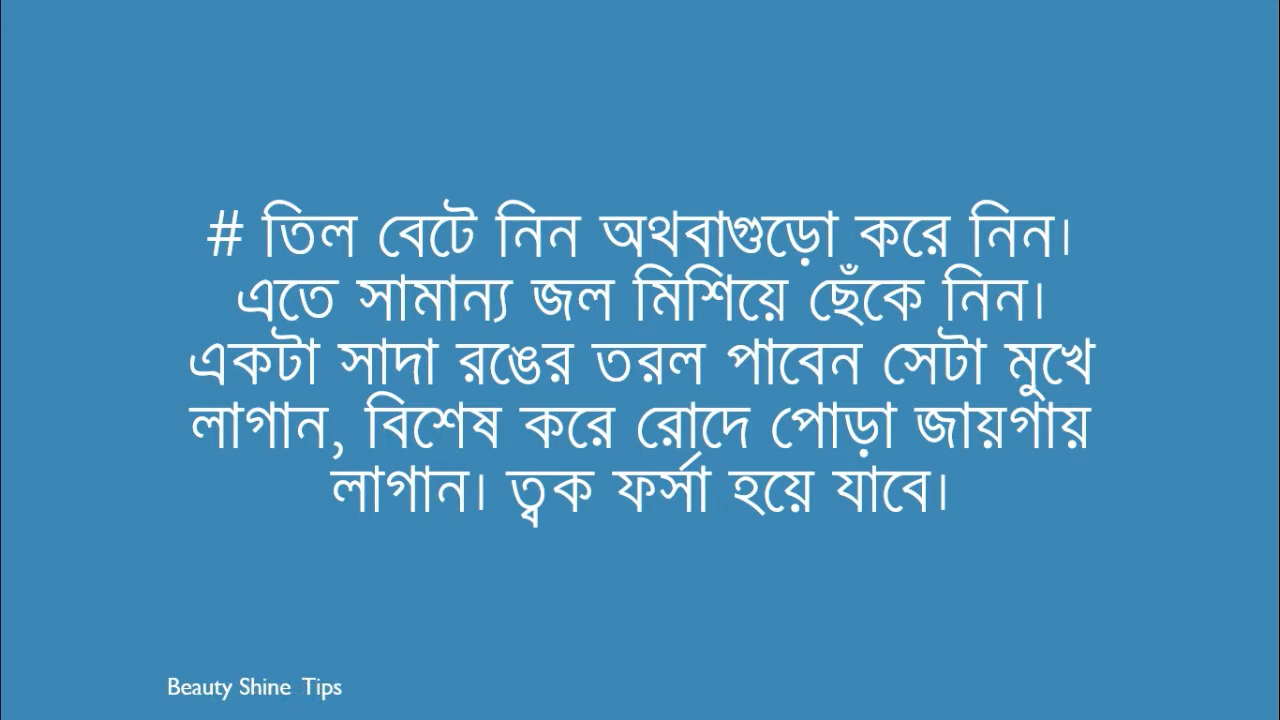 # তিল বেটে নিন অথবাগুড়ো করে নিন।
এতে সামান্য জল মিশিয়ে ছেঁকে নিন।
একটা সাদা রঙের তরল পাবেন সেটা মুখে
লাগান, বিশেষ করে রোদে পোড়া জায়গায়
লাগান। ত্বক ফর্সা হয়ে যাবে।
Beauty Shine Tips